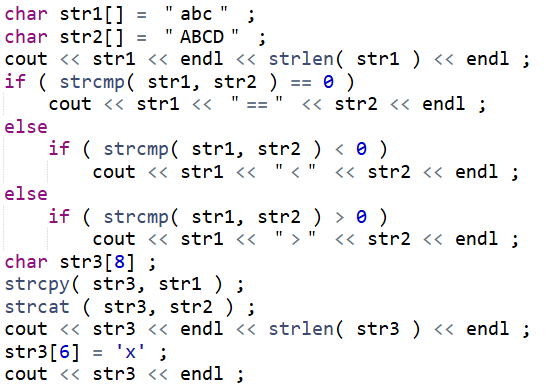 char str1[] = "abc" ;
char str2[] = "ABCD" ;
cout << str1 << endl << strlen( str1 ) << endl ;
if ( strcmp( str1, str2 ) == 0 )
    cout << str1 << "==" << str2 << endl ;
else
    if ( strcmp( str1, str2 ) < 0 )
        cout << str1 << "<" << str2 << endl ;
else
    if ( strcmp( str1, str2 ) > 0 )
        cout << str1 << ">" << str2 << endl ;
char str3[8] ;
strcpy( str3, str1 ) ;
strcat ( str3, str2 ) ;
cout << str3 << endl << strlen( str3 ) << endl ;
str3[6] = 'x' ;
cout << str3 << endl ;